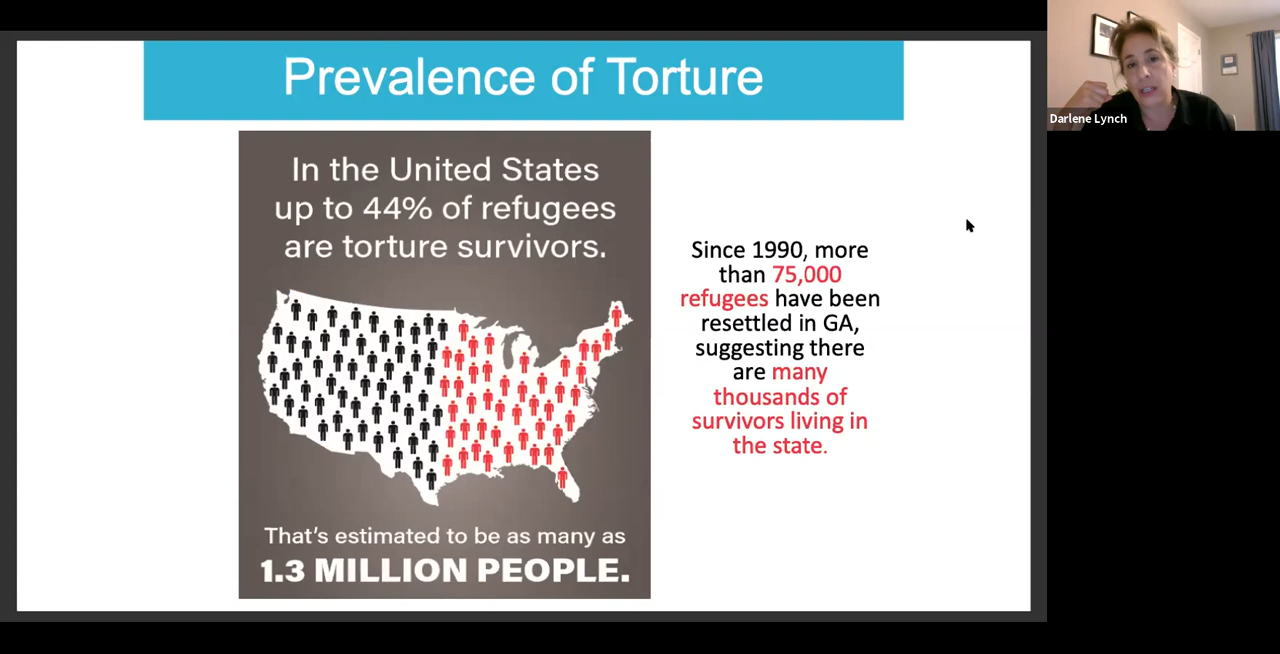 Prevalence of Torture
In the United States
up to 44% of refugees
are torture survivors.
That's estimated to be as many as
1.3 MILLION PEOPLE.
Since 1990, more
than 75,000
refugees have been
resettled in GA,
suggesting there
are many
thousands of
survivors living in
the state.
Darlene Lynch